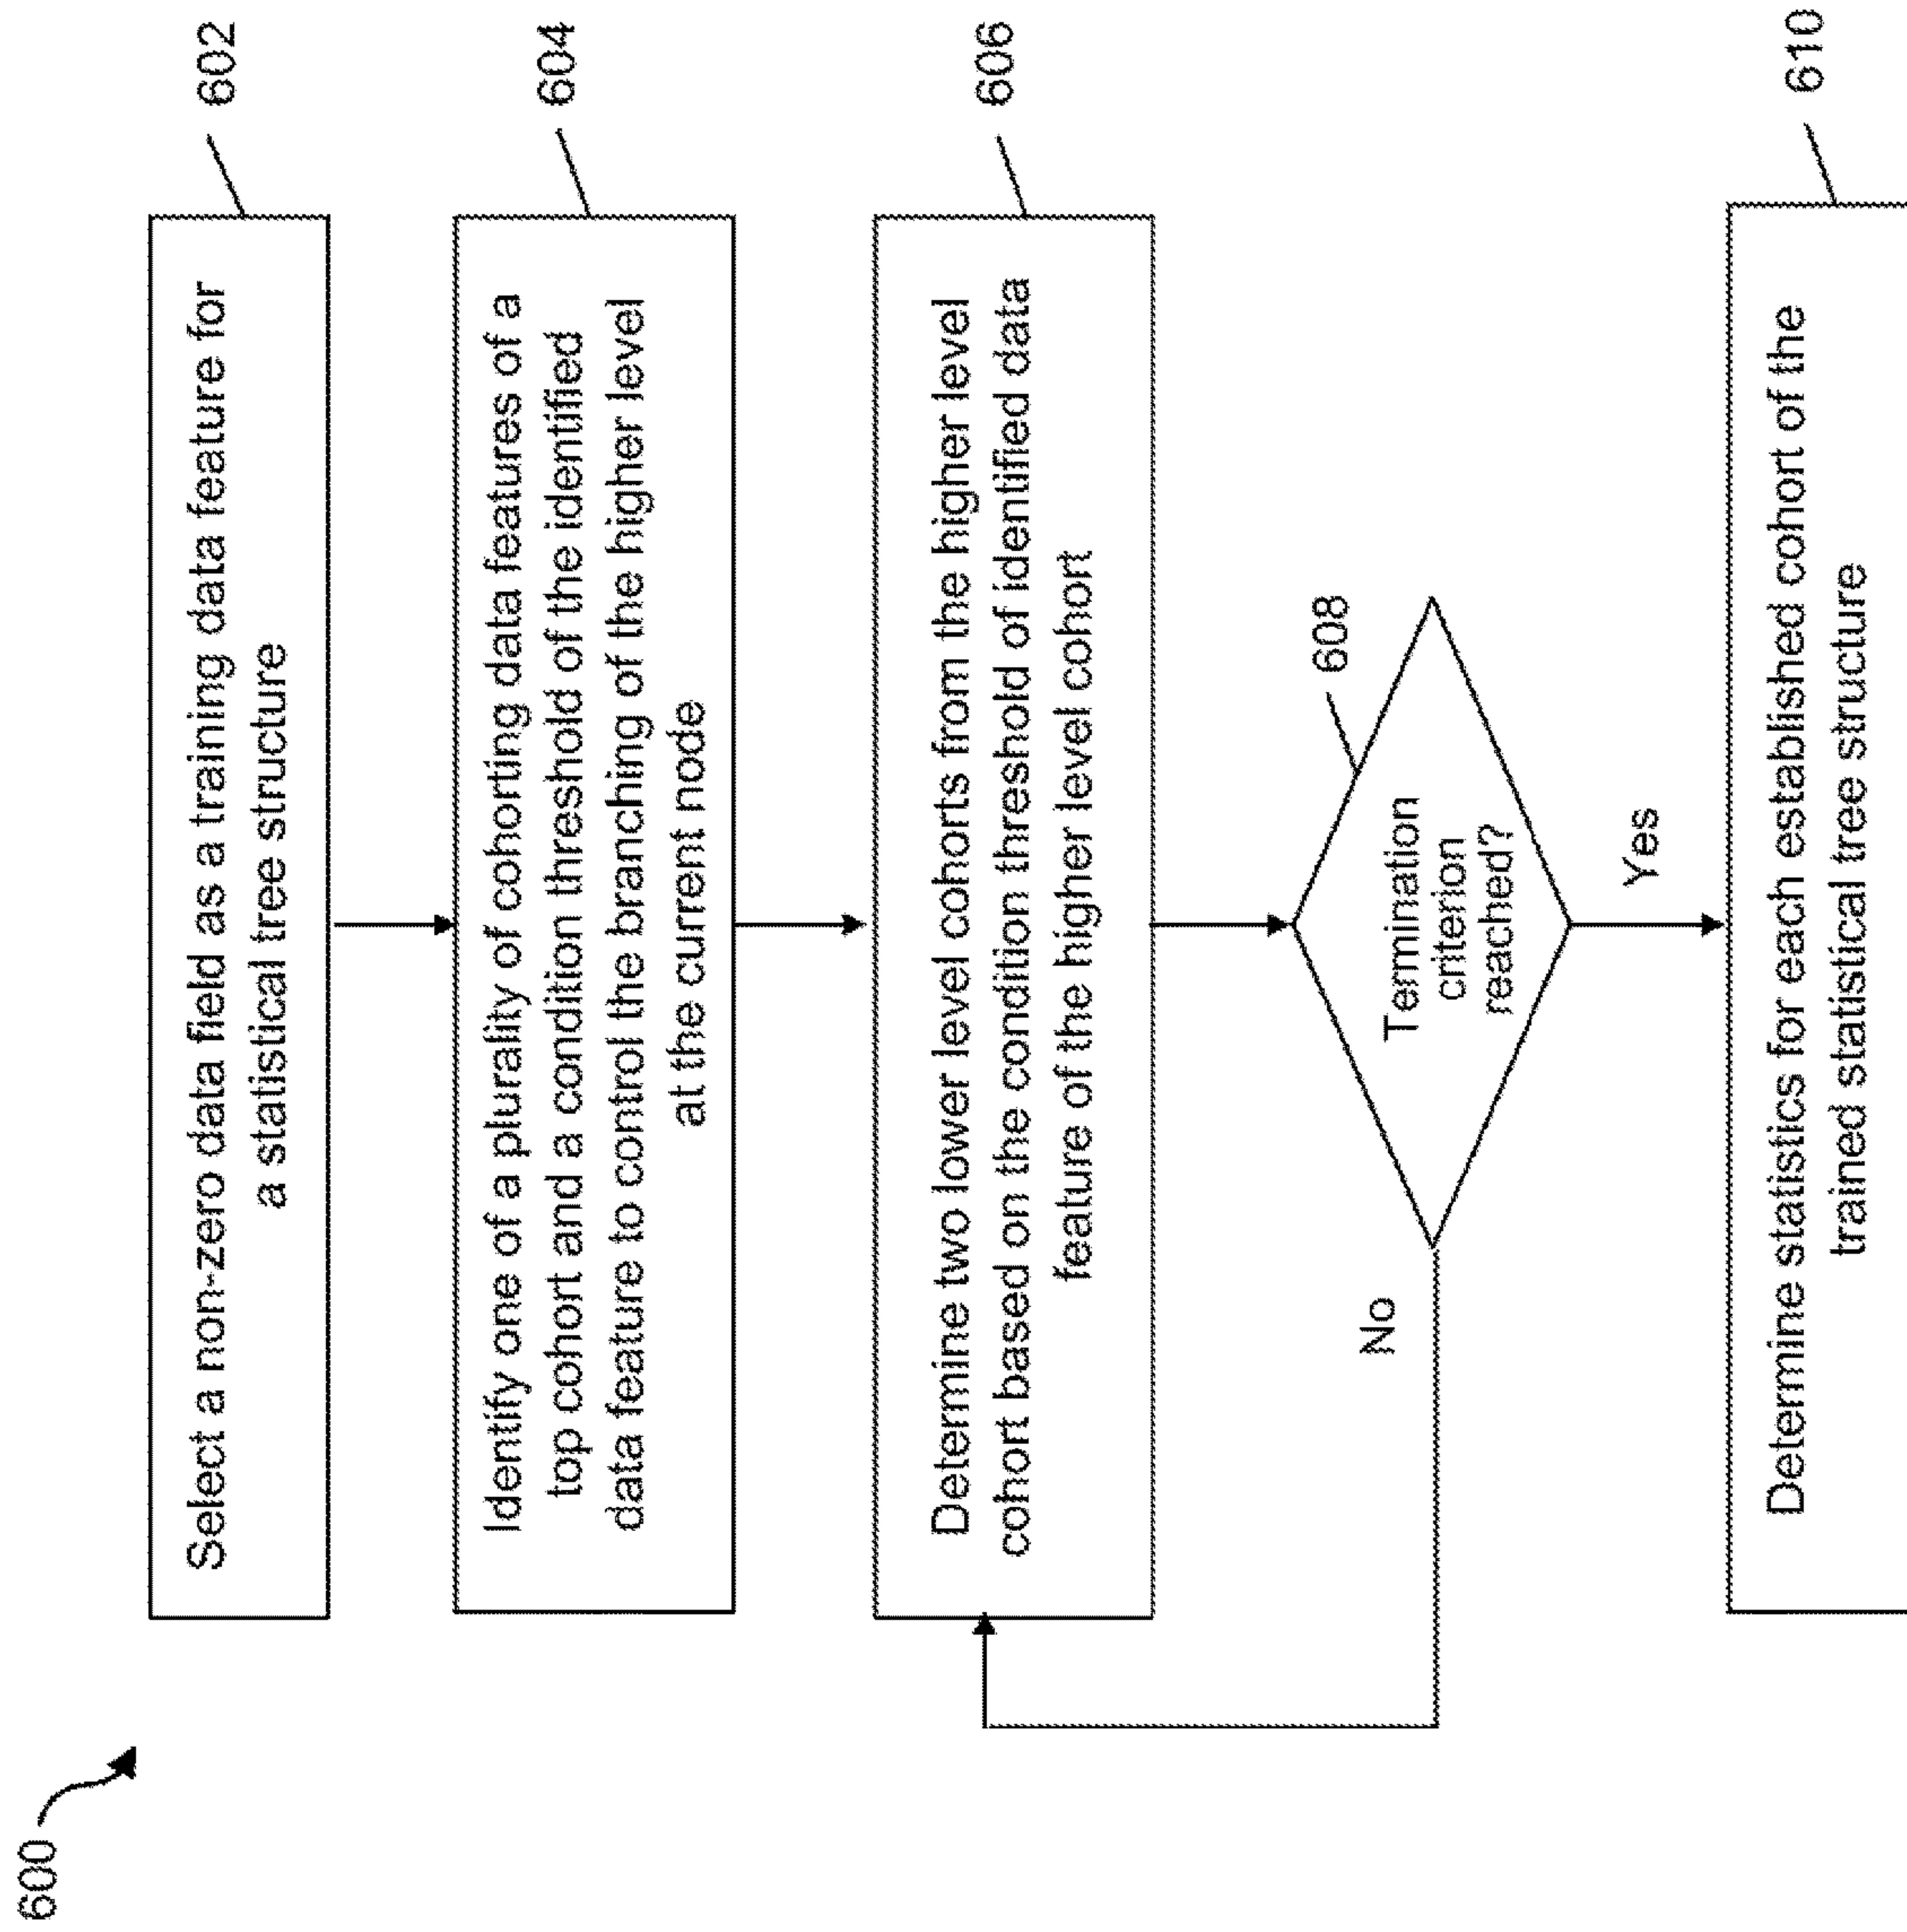 600
Select a non-zero data field as a training data feature for
a statistical tree structure
602
Identify one of a plurality of cohorting data features of a
top cohort and a condition threshold of the identified
data feature to control the branching of the higher level
at the current node
604
Determine two lower level cohorts from the higher level
cohort based on the condition threshold of identified data
feature of the higher level cohort
606
Termination
criterion
reached?
608
No
Yes
Determine statistics for each established cohort of the
trained statistical tree structure
610